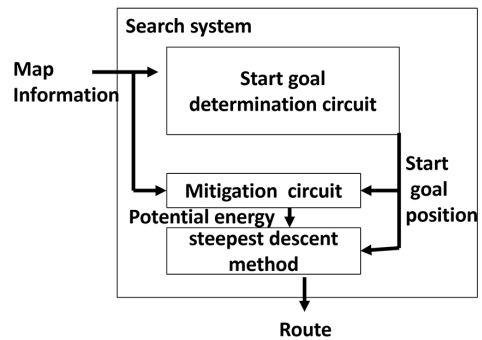 Search system
Map
Information
Start goal
determination circuit
Start
goal
position
Mitigation circuit
Potential energy
steepest descent
method
Route